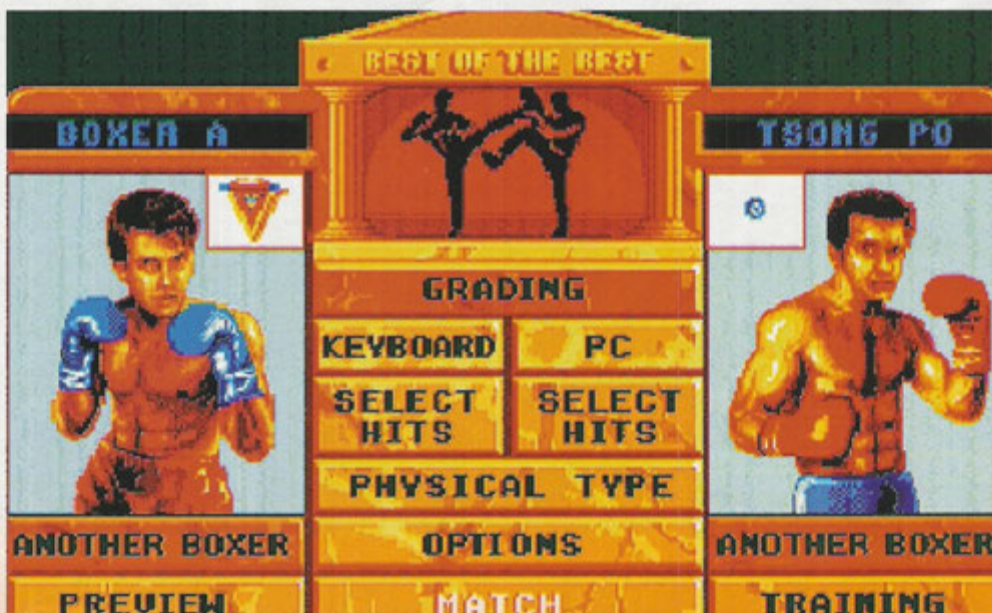 BEST OF THE BEST
BOXER A
TSONG PO
GRADING
KEYBOARD
PC
SELECT
HITS
SELECT
HITS
PHYSICAL TYPE
ANOTHER BOXER
OPTIONS
ANOTHER BOXER
PREVIEW
MATCH
TRAINING